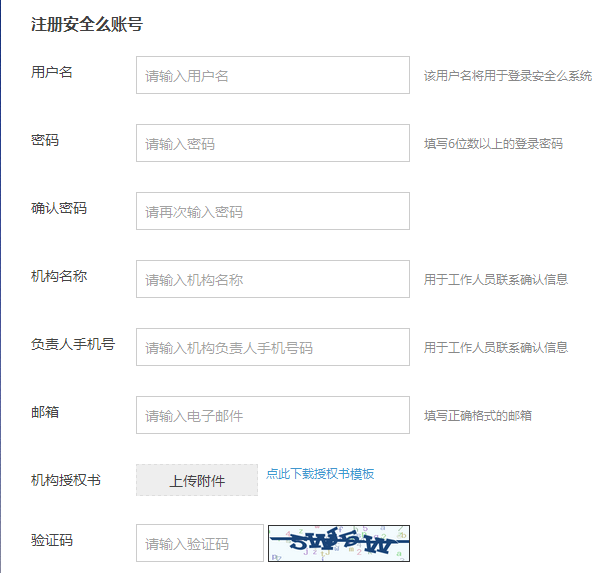 注册安全么账号
用户名 请输入用户名 该用户名将用于登录安全么系统
密码 请输入密码 填写6位数以上的登录密码
确认密码 请再次输入密码
机构名称 请输入机构名称 用于工作人员联系确认信息
负责人手机号 请输入机构负责人手机号码 用于工作人员联系确认信息
邮箱 请输入电子邮件 填写正确格式的邮箱
机构授权书 上传附件 点此下载授权书模板
验证码 请输入验证码